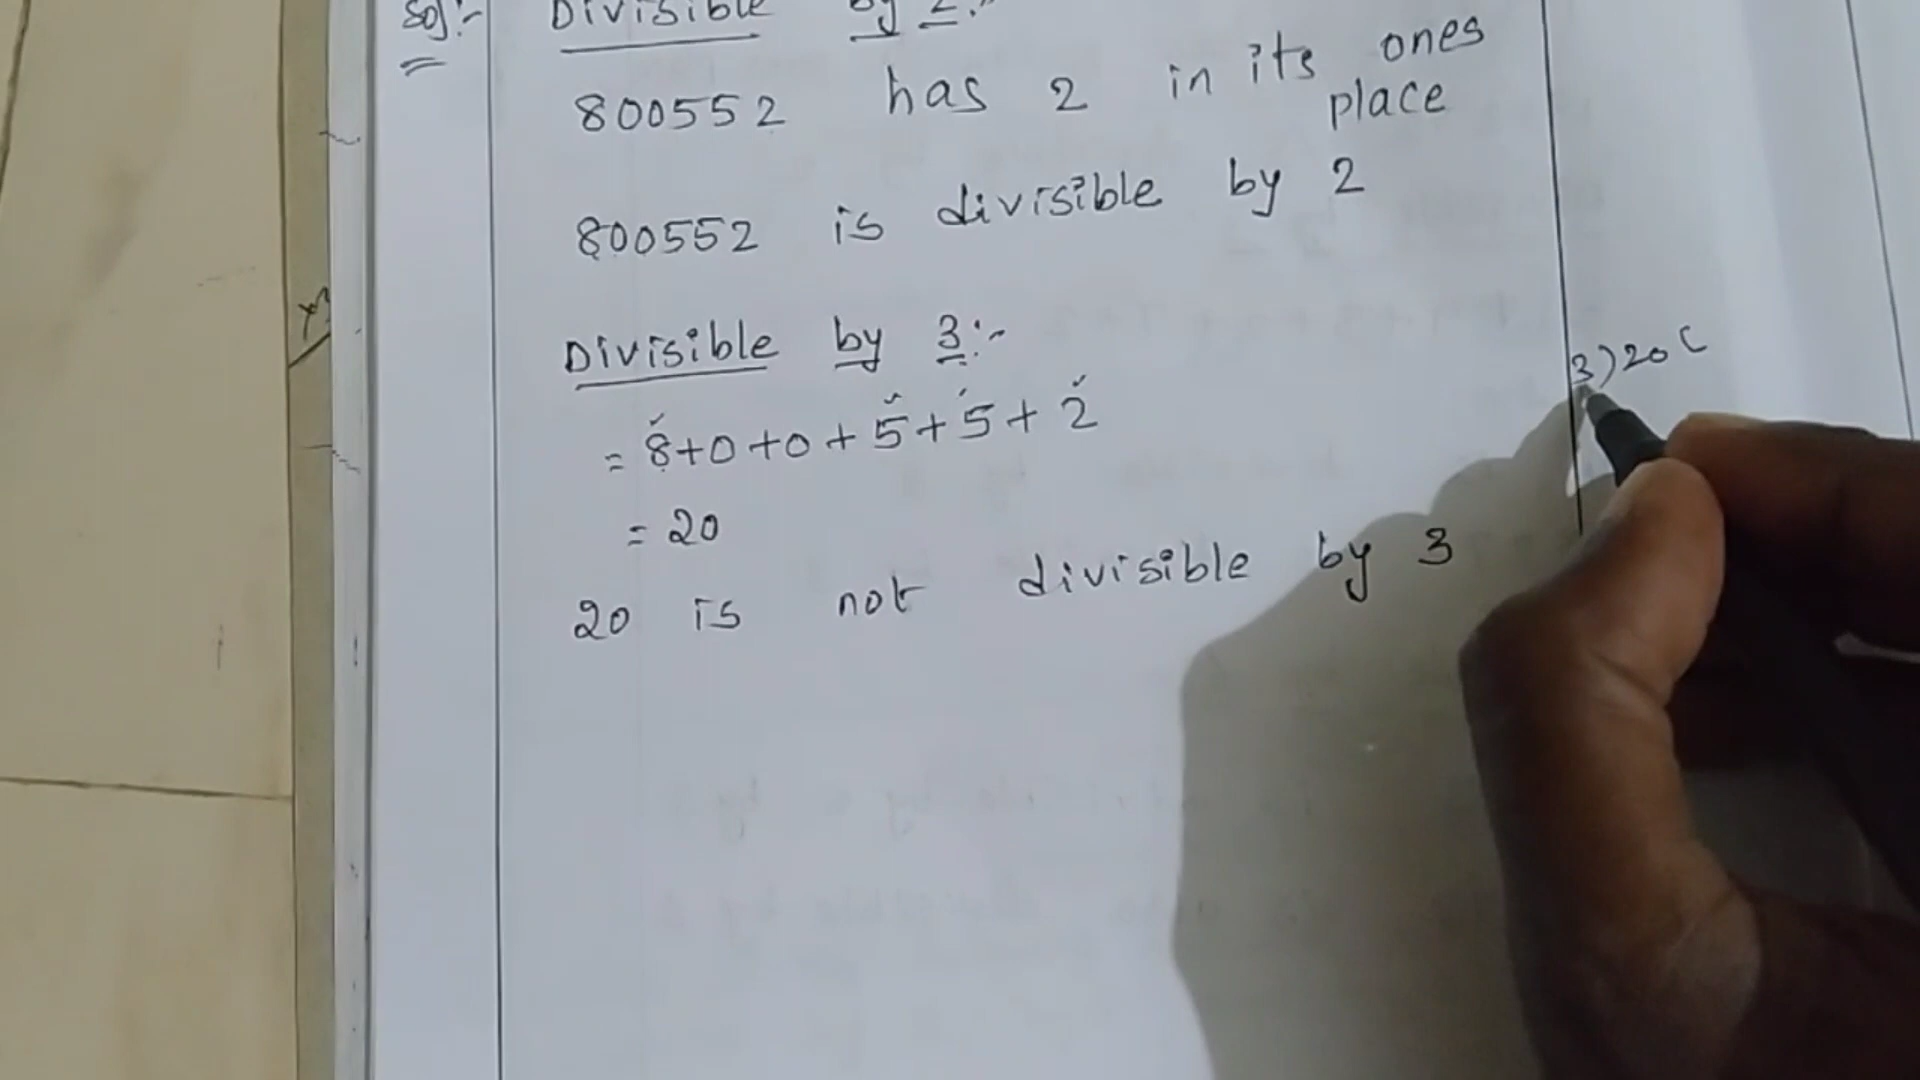 Sol:-
Divisible by 2:-
800552 has 2 in its ones
place
800552 is divisible by 2
Divisible by 3:-
= 8+0+0+5+5+2
= 20
3)20(
20 is not divisible by 3